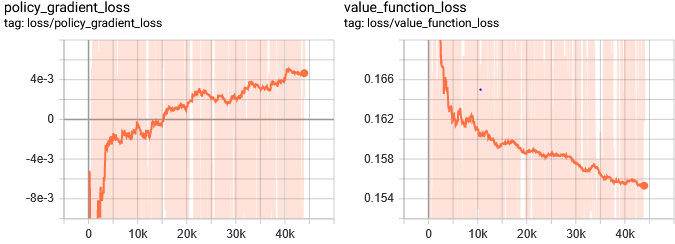 policy_gradient_loss
tag: loss/policy_gradient_loss
4e-3
0
-4e-3
-8e-3
0 10k 20k 30k 40k
value_function_loss
tag: loss/value_function_loss
0.166
0.162
0.158
0.154
0 10k 20k 30k 40k